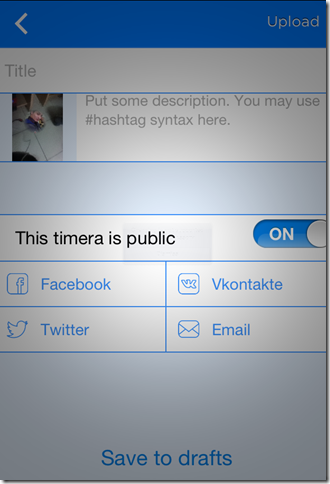 Upload
Title
Put some description. You may use
#hashtag syntax here.
This timera is public
ON
Facebook
Vkontakte
Twitter
Email
Save to drafts